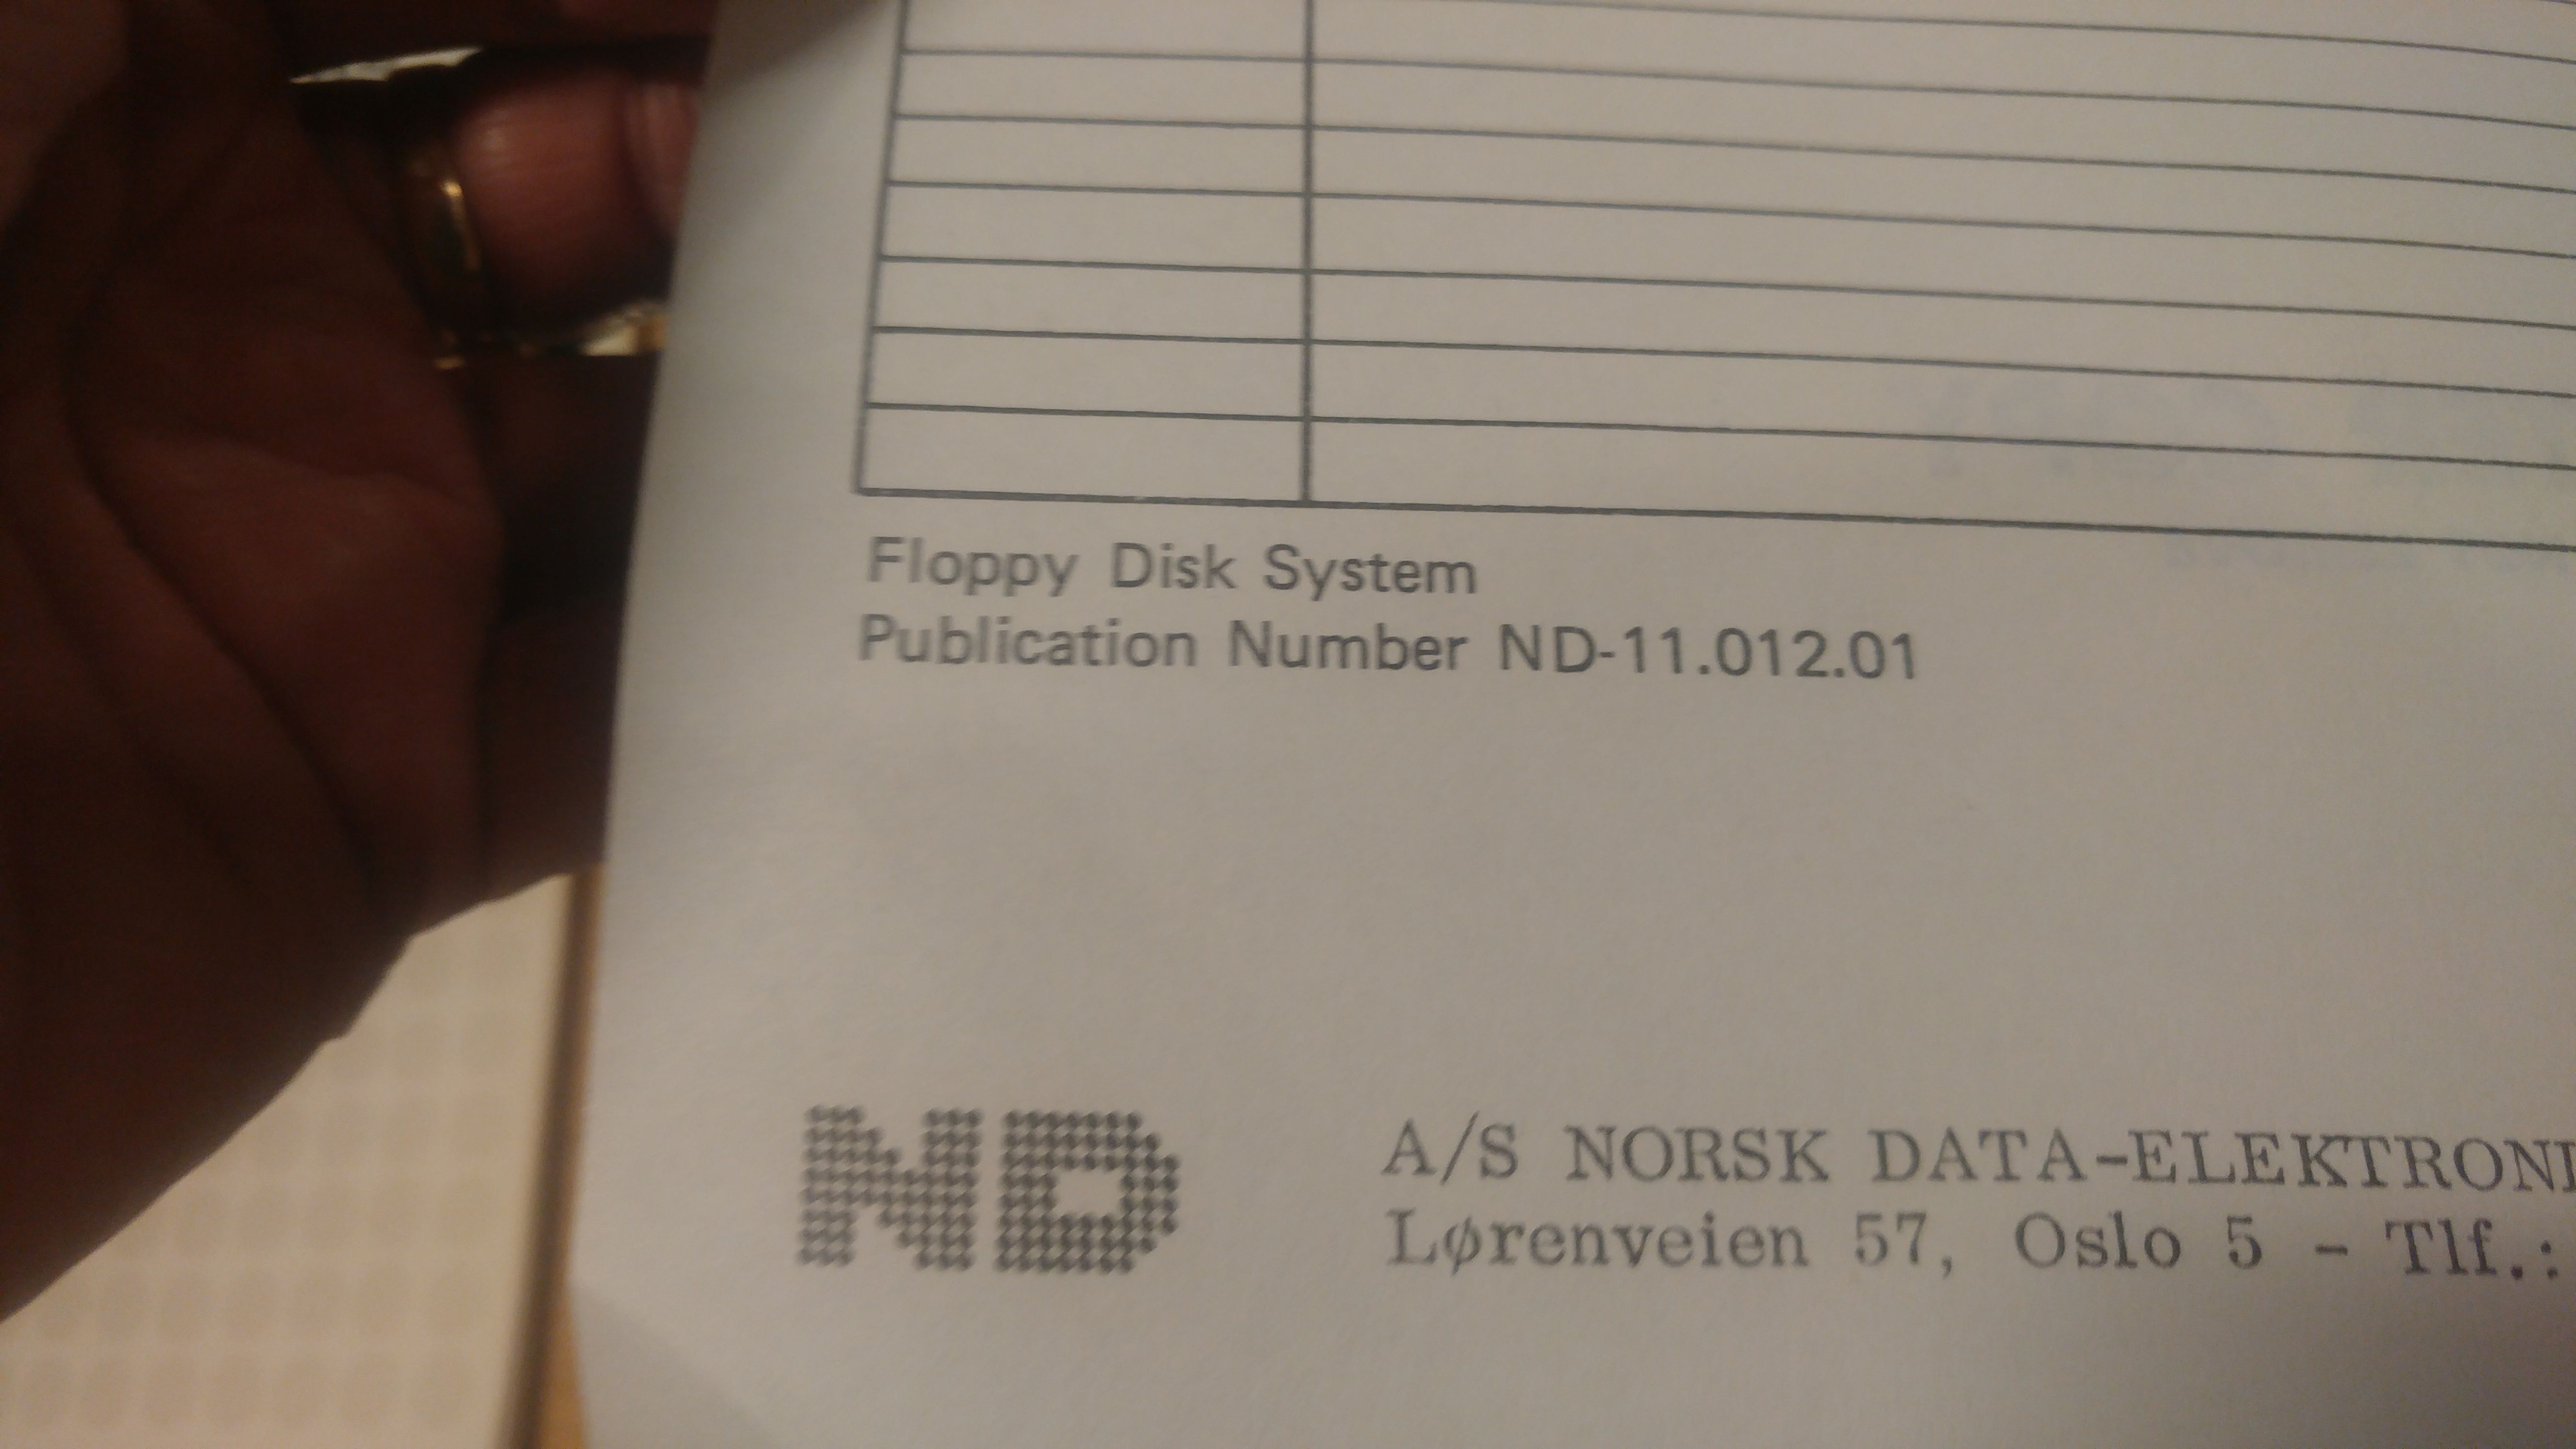 Floppy Disk System
Publication Number ND-11.012.01
ND
A/S NORSK DATA-ELEKTRONI
Lørenveien 57, Oslo 5 - Tlf.: